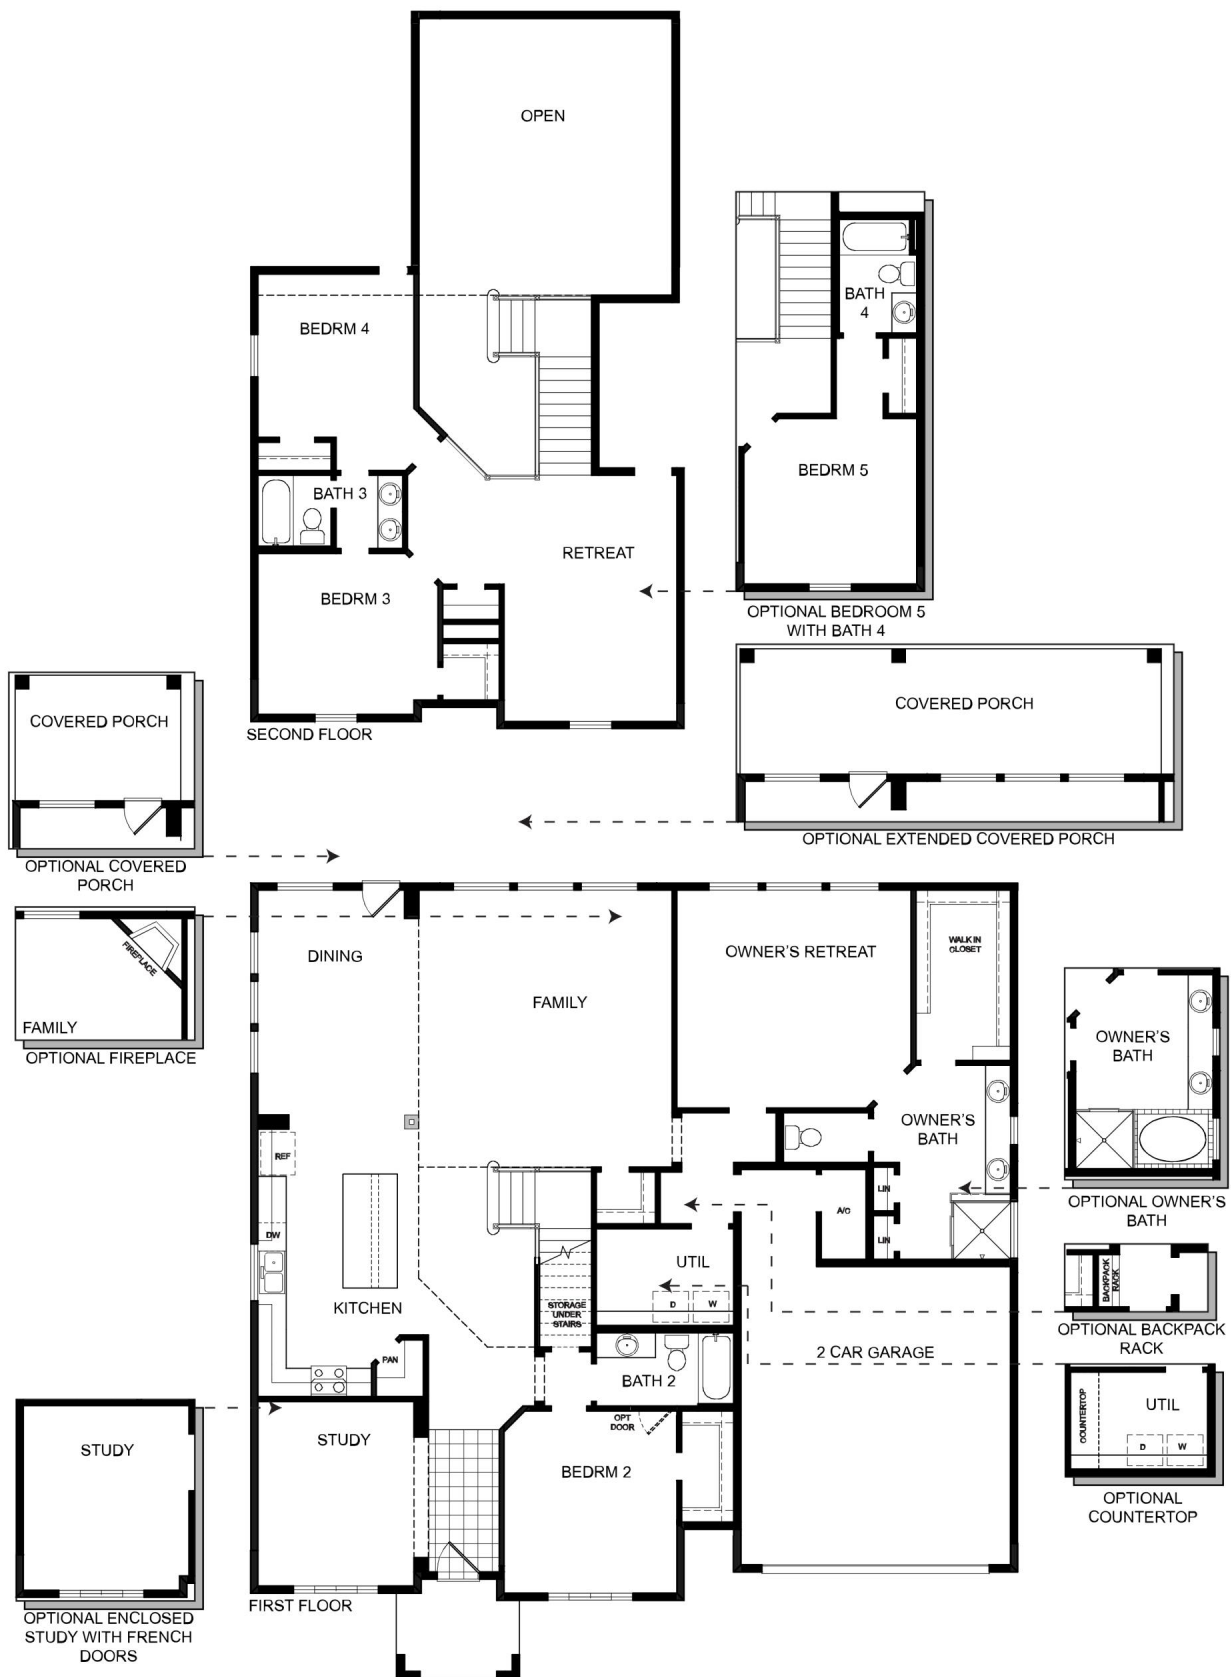 OPEN
BEDRM 4
BATH 3
RETREAT
BEDRM 3
SECOND FLOOR
BATH
4
BEDRM 5
OPTIONAL BEDROOM 5
WITH BATH 4
COVERED PORCH
OPTIONAL EXTENDED COVERED PORCH
COVERED PORCH
OPTIONAL COVERED
PORCH
FIREPLACE
FAMILY
OPTIONAL FIREPLACE
DINING
FAMILY
OWNER'S RETREAT
WALK IN
CLOSET
OWNER'S
BATH
REF
DW
KITCHEN
PAN
STORAGE
UNDER
STAIRS
UTIL
D
W
A/C
LIN
LIN
2 CAR GARAGE
BATH 2
OPT
DOOR
BEDRM 2
STUDY
FIRST FLOOR
OWNER'S
BATH
OPTIONAL OWNER'S
BATH
BACKPACK
RACK
OPTIONAL BACKPACK
RACK
COUNTERTOP
UTIL
D
W
OPTIONAL
COUNTERTOP
STUDY
OPTIONAL ENCLOSED
STUDY WITH FRENCH
DOORS